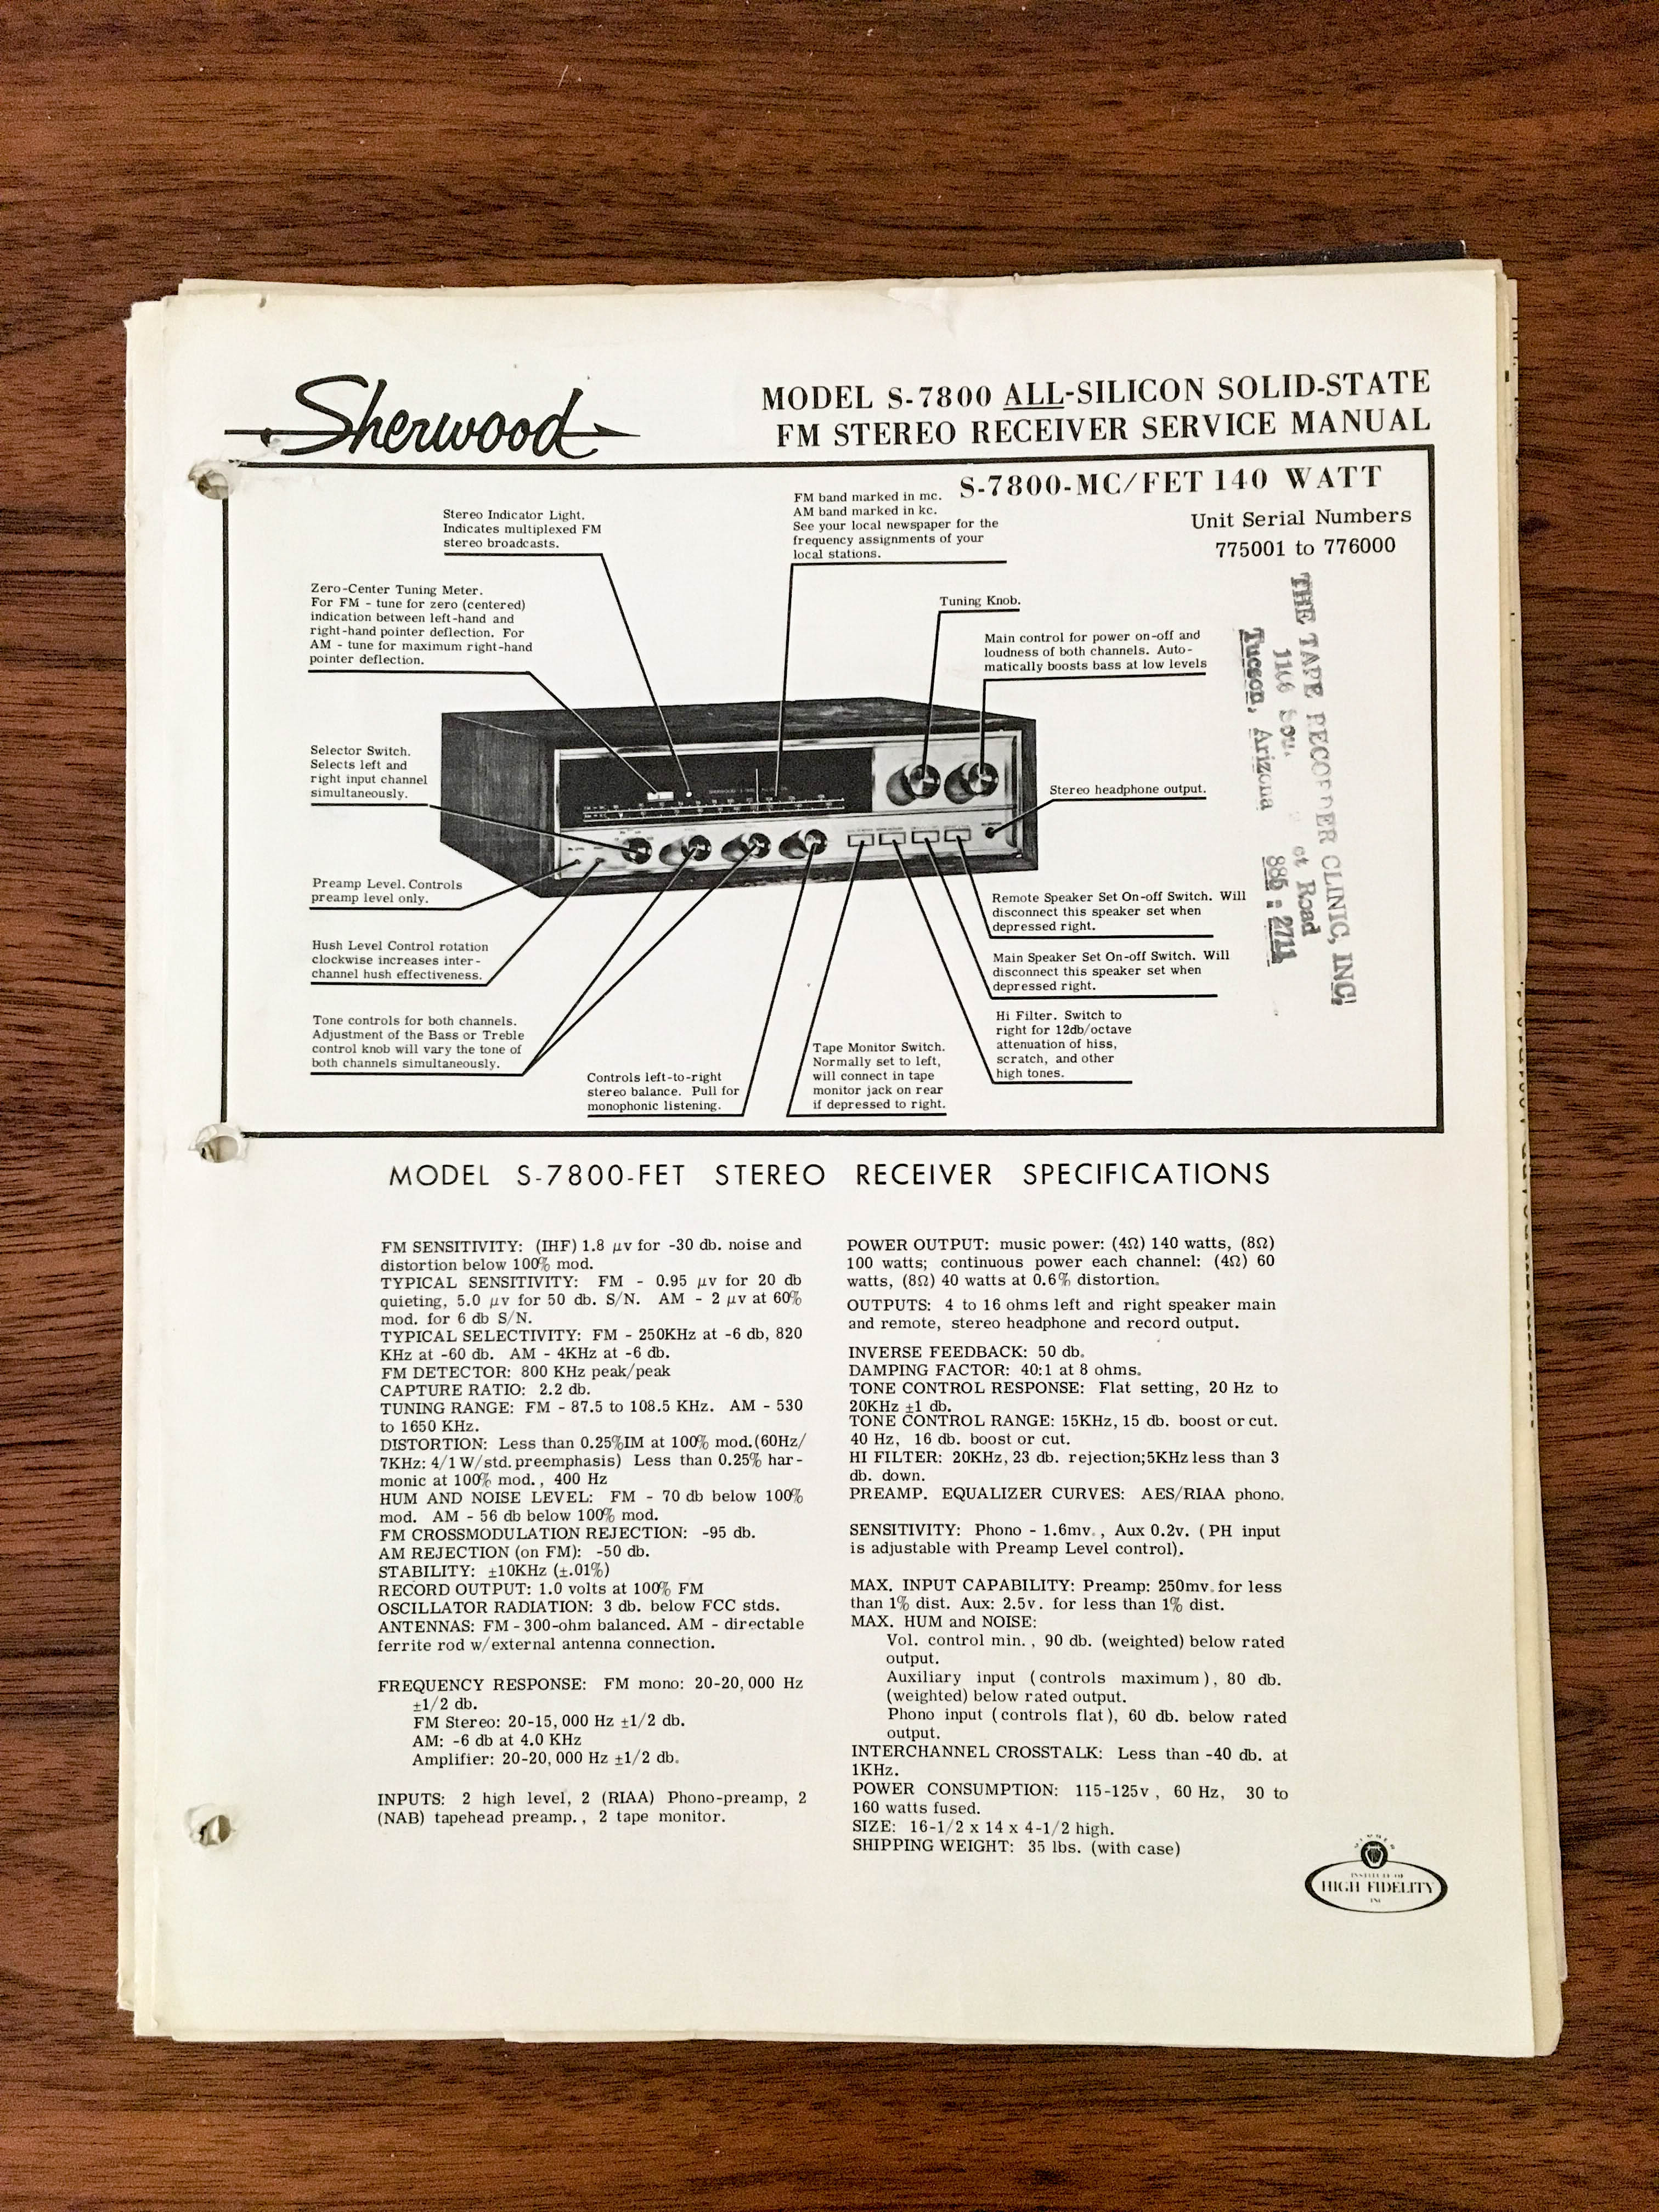 Sherwood
MODEL S-7800 ALL-SILICON SOLID-STATE
FM STEREO RECEIVER SERVICE MANUAL
S-7800-MC/FET 140 WATT
Unit Serial Numbers
775001 to 776000
Stereo Indicator Light.
Indicates multiplexed FM
stereo broadcasts.
FM band marked in mc.
AM band marked in kc.
See your local newspaper for the
frequency assignments of your
local stations.
Zero-Center Tuning Meter.
For FM - tune for zero (centered)
indication between left-hand and
right-hand pointer deflection. For
AM - tune for maximum right-hand
pointer deflection.
Tuning Knob.
Main control for power on-off and
loudness of both channels. Auto-
matically boosts bass at low levels
THE TAPE RECORDER CLINIC, INC.
1106 Sou.
et Road
Tucson, Arizona
886-2711
Selector Switch.
Selects left and
right input channel
simultaneously.
Stereo headphone output.
Preamp Level. Controls
preamp level only.
Remote Speaker Set On-off Switch. Will
disconnect this speaker set when
depressed right.
Hush Level Control rotation
clockwise increases inter-
channel hush effectiveness.
Main Speaker Set On-off Switch. Will
disconnect this speaker set when
depressed right.
Tone controls for both channels.
Adjustment of the Bass or Treble
control knob will vary the tone of
both channels simultaneously.
Hi Filter. Switch to
right for 12db/octave
attenuation of hiss,
scratch, and other
high tones.
Controls left-to-right
stereo balance. Pull for
monophonic listening.
Tape Monitor Switch.
Normally set to left,
will connect in tape
monitor jack on rear
if depressed to right.
MODEL S-7800-FET STEREO RECEIVER SPECIFICATIONS
FM SENSITIVITY: (IHF) 1.8 μv for -30 db. noise and
distortion below 100% mod.
TYPICAL SENSITIVITY: FM - 0.95 μv for 20 db
quieting, 5.0 μv for 50 db. S/N. AM - 2 μv at 60%
mod. for 6 db S/N.
TYPICAL SELECTIVITY: FM - 250KHz at -6 db, 820
KHz at -60 db. AM - 4KHz at -6 db.
FM DETECTOR: 800 KHz peak/peak
CAPTURE RATIO: 2.2 db.
TUNING RANGE: FM - 87.5 to 108.5 KHz. AM - 530
to 1650 KHz.
DISTORTION: Less than 0.25%IM at 100% mod.(60Hz/
7KHz: 4/1 W/std. preemphasis) Less than 0.25% har-
monic at 100% mod., 400 Hz
HUM AND NOISE LEVEL: FM - 70 db below 100%
mod. AM - 56 db below 100% mod.
FM CROSSMODULATION REJECTION: -95 db.
AM REJECTION (on FM): -50 db.
STABILITY: ±10KHz (±.01%)
RECORD OUTPUT: 1.0 volts at 100% FM
OSCILLATOR RADIATION: 3 db. below FCC stds.
ANTENNAS: FM - 300-ohm balanced. AM - directable
ferrite rod w/external antenna connection.
FREQUENCY RESPONSE: FM mono: 20-20,000 Hz
±1/2 db.
FM Stereo: 20-15,000 Hz ±1/2 db.
AM: -6 db at 4.0 KHz
Amplifier: 20-20,000 Hz ±1/2 db.
INPUTS: 2 high level, 2 (RIAA) Phono-preamp, 2
(NAB) tapehead preamp., 2 tape monitor.
POWER OUTPUT: music power: (4Ω) 140 watts, (8Ω)
100 watts; continuous power each channel: (4Ω) 60
watts, (8Ω) 40 watts at 0.6% distortion.
OUTPUTS: 4 to 16 ohms left and right speaker main
and remote, stereo headphone and record output.
INVERSE FEEDBACK: 50 db.
DAMPING FACTOR: 40:1 at 8 ohms.
TONE CONTROL RESPONSE: Flat setting, 20 Hz to
20KHz ±1 db.
TONE CONTROL RANGE: 15KHz, 15 db. boost or cut.
40 Hz, 16 db. boost or cut.
HI FILTER: 20KHz, 23 db. rejection;5KHz less than 3
db. down.
PREAMP. EQUALIZER CURVES: AES/RIAA phono.
SENSITIVITY: Phono - 1.6mv., Aux 0.2v. (PH input
is adjustable with Preamp Level control).
MAX. INPUT CAPABILITY: Preamp: 250mv. for less
than 1% dist. Aux: 2.5v. for less than 1% dist.
MAX. HUM and NOISE:
Vol. control min., 90 db. (weighted) below rated
output.
Auxiliary input (controls maximum), 80 db.
(weighted) below rated output.
Phono input (controls flat), 60 db. below rated
output.
INTERCHANNEL CROSSTALK: Less than -40 db. at
1KHz.
POWER CONSUMPTION: 115-125v, 60 Hz, 30 to
160 watts fused.
SIZE: 16-1/2 x 14 x 4-1/2 high.
SHIPPING WEIGHT: 35 lbs. (with case)
MEMBER
INSTITUTE OF
HIGH FIDELITY
INC